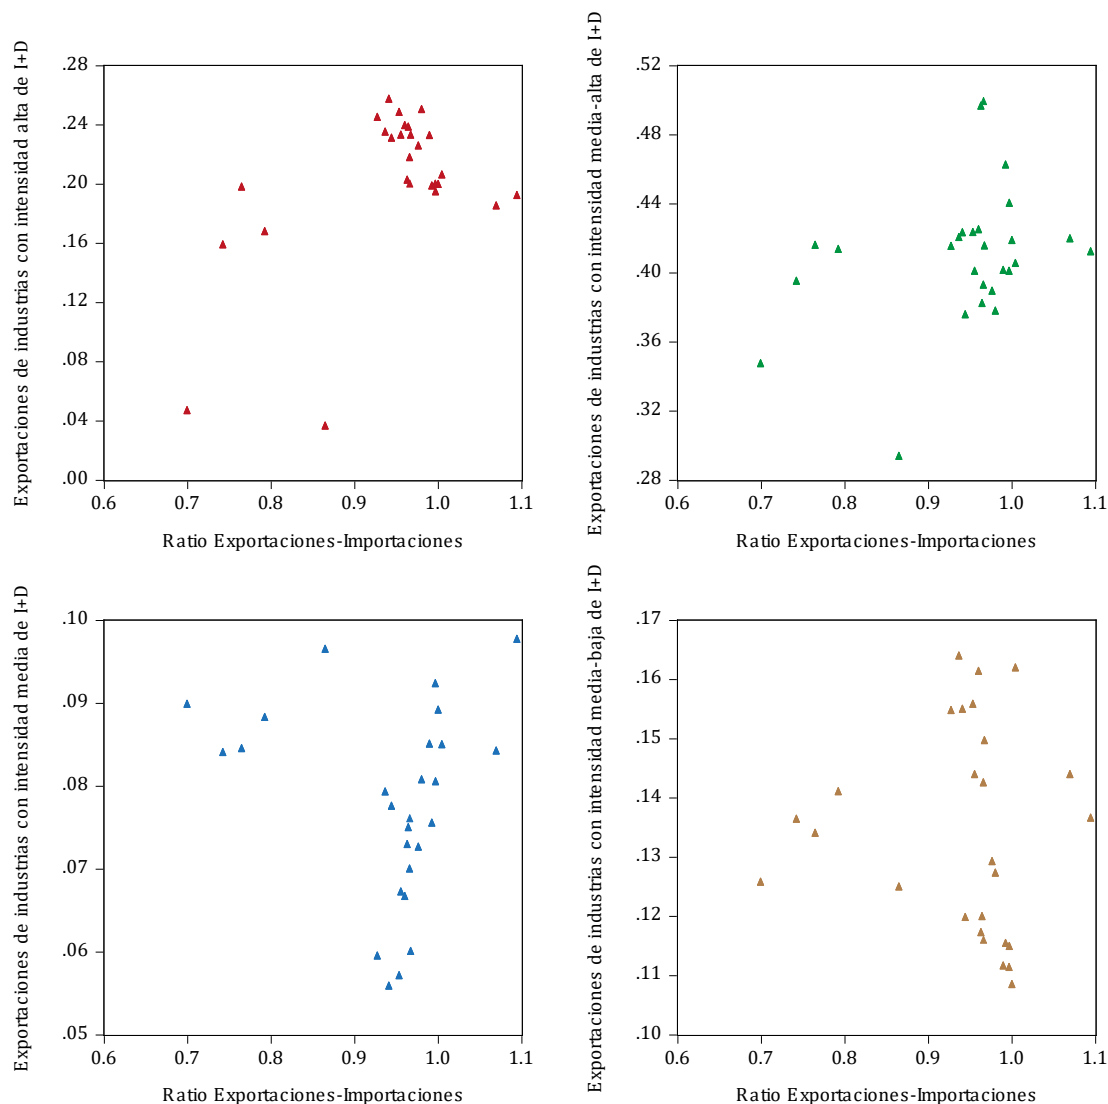 Exportaciones de industrias con intensidad alta de I+D
.28
.24
.20
.16
.12
.08
.04
.00
0.6 0.7 0.8 0.9 1.0 1.1
Ratio Exportaciones-Importaciones
Exportaciones de industrias con intensidad media-alta de I+D
.52
.48
.44
.40
.36
.32
.28
0.6 0.7 0.8 0.9 1.0 1.1
Ratio Exportaciones-Importaciones
Exportaciones de industrias con intensidad media de I+D
.10
.09
.08
.07
.06
.05
0.6 0.7 0.8 0.9 1.0 1.1
Ratio Exportaciones-Importaciones
Exportaciones de industrias con intensidad media-baja de I+D
.17
.16
.15
.14
.13
.12
.11
.10
0.6 0.7 0.8 0.9 1.0 1.1
Ratio Exportaciones-Importaciones